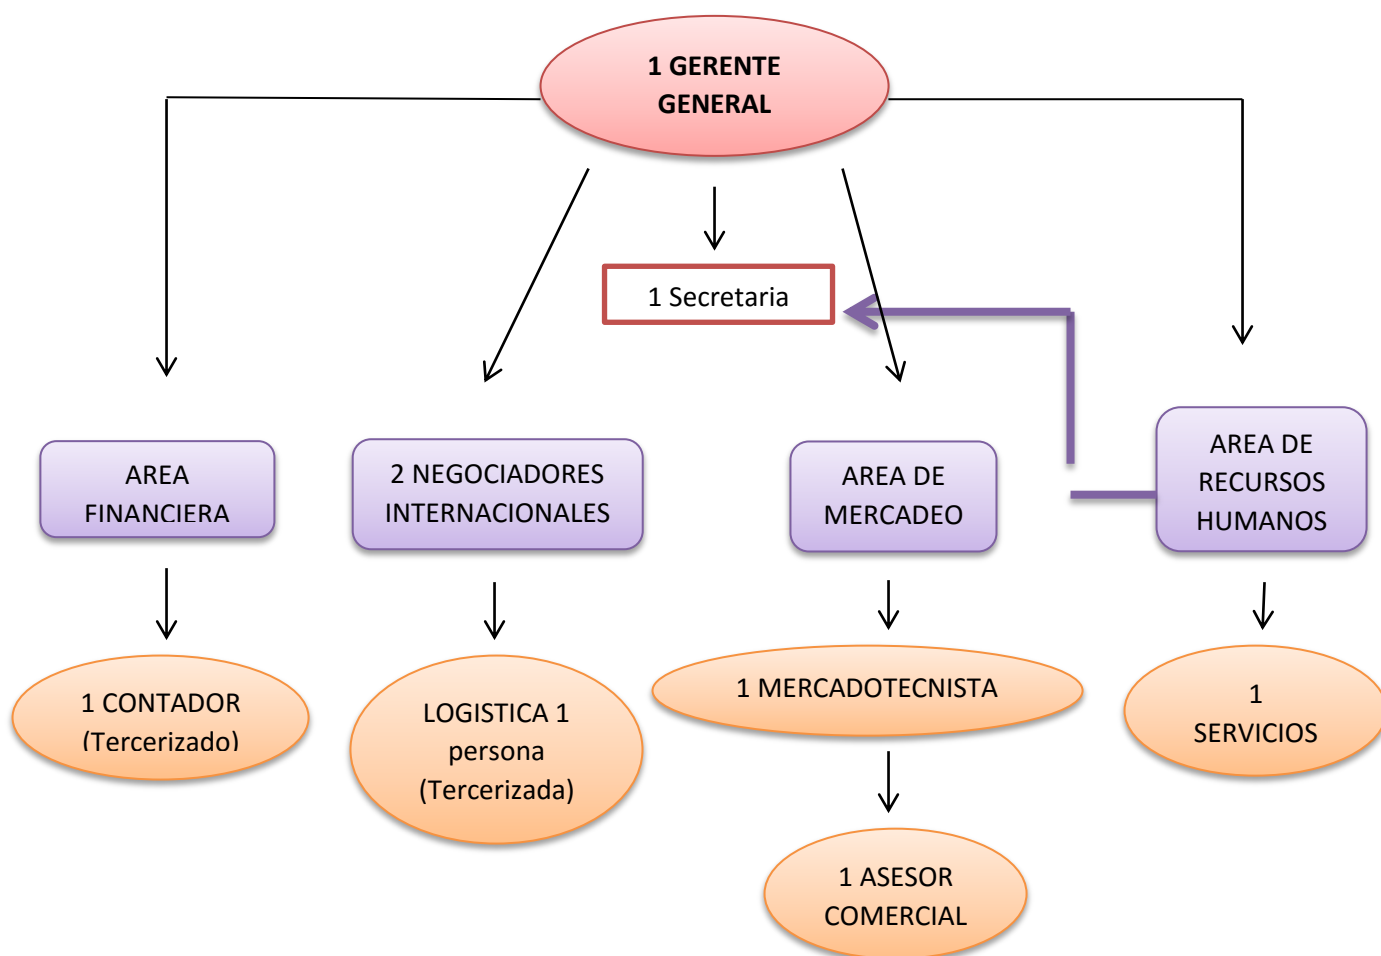 1 GERENTE
GENERAL
1 Secretaria
AREA
FINANCIERA
2 NEGOCIADORES
INTERNACIONALES
AREA DE
MERCADEO
AREA DE
RECURSOS
HUMANOS
1 CONTADOR
(Tercerizado)
LOGISTICA 1
persona
(Tercerizada)
1 MERCADOTECNISTA
1
SERVICIOS
1 ASESOR
COMERCIAL